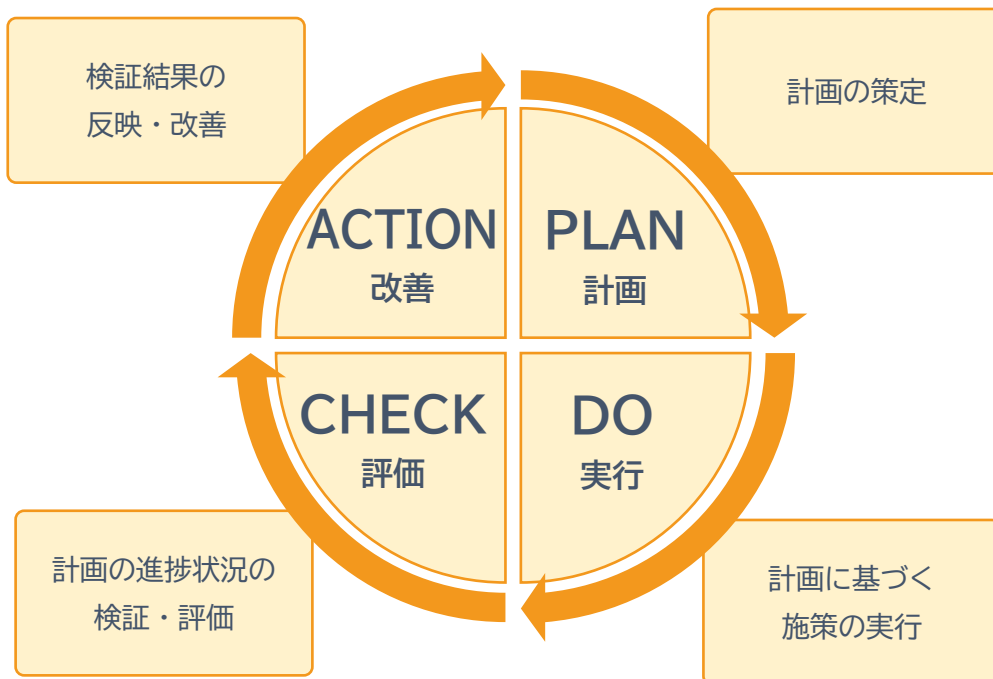 検証結果の
反映・改善
計画の策定
ACTION
改善
PLAN
計画
CHECK
評価
DO
実行
計画の進捗状況の
検証・評価
計画に基づく
施策の実行